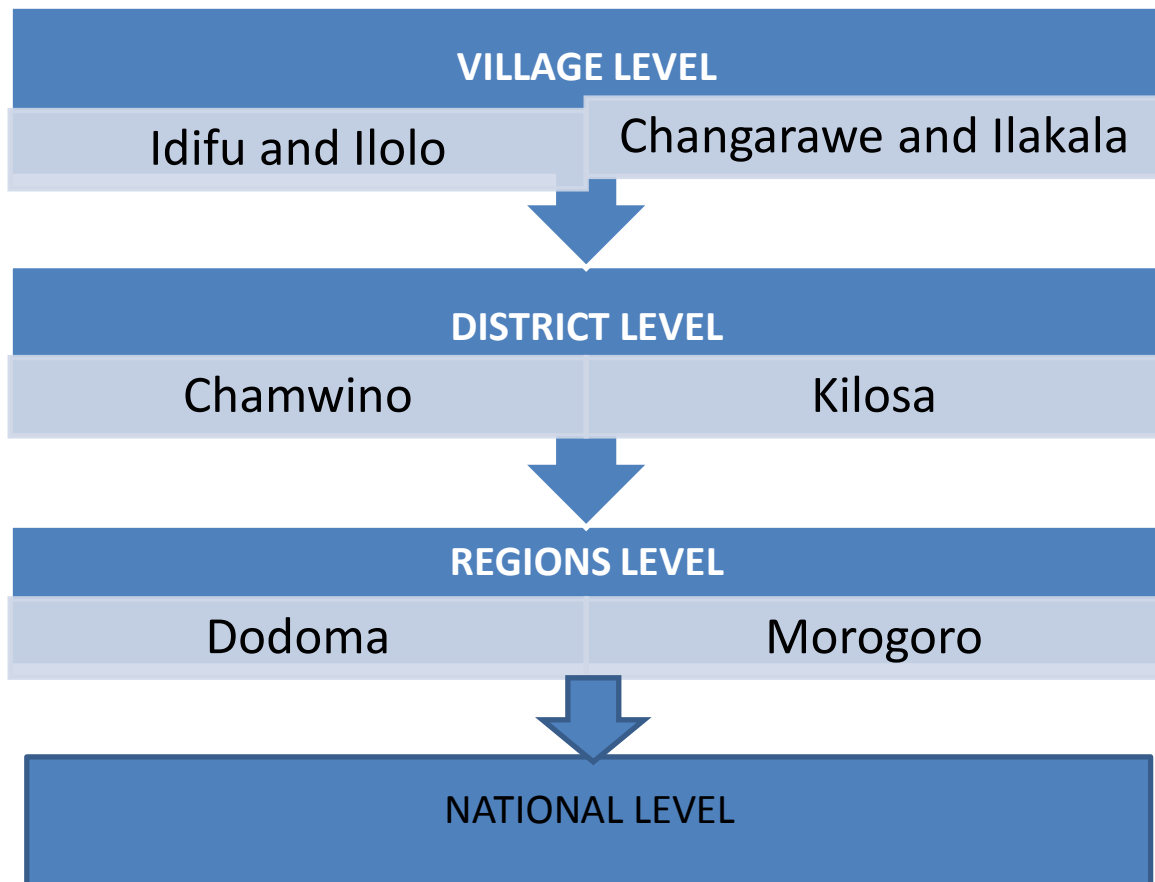 VILLAGE LEVEL
Idifu and Ilolo
Changarawe and Ilakala
DISTRICT LEVEL
Chamwino
Kilosa
REGIONS LEVEL
Dodoma
Morogoro
NATIONAL LEVEL